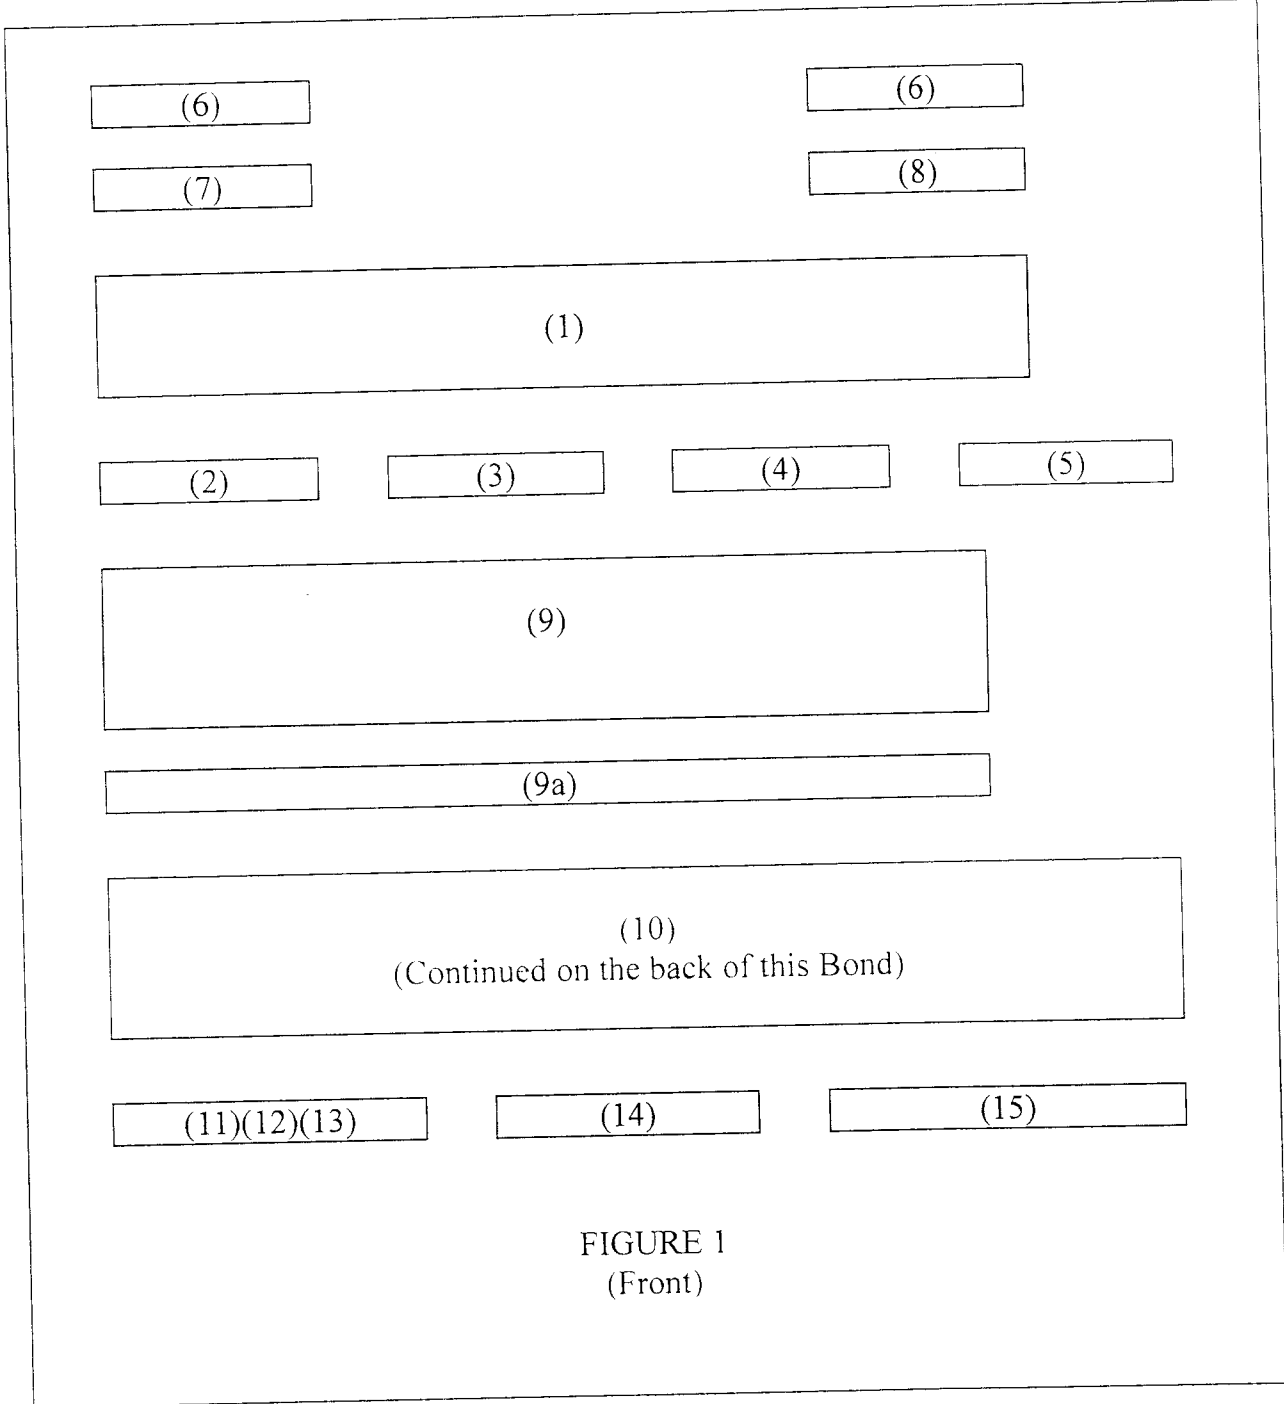 (6) (6)
(7) (8)
(1)
(2) (3) (4) (5)
(9)
(9a)
(10)
(Continued on the back of this Bond)
(11)(12)(13) (14) (15)
FIGURE 1
(Front)